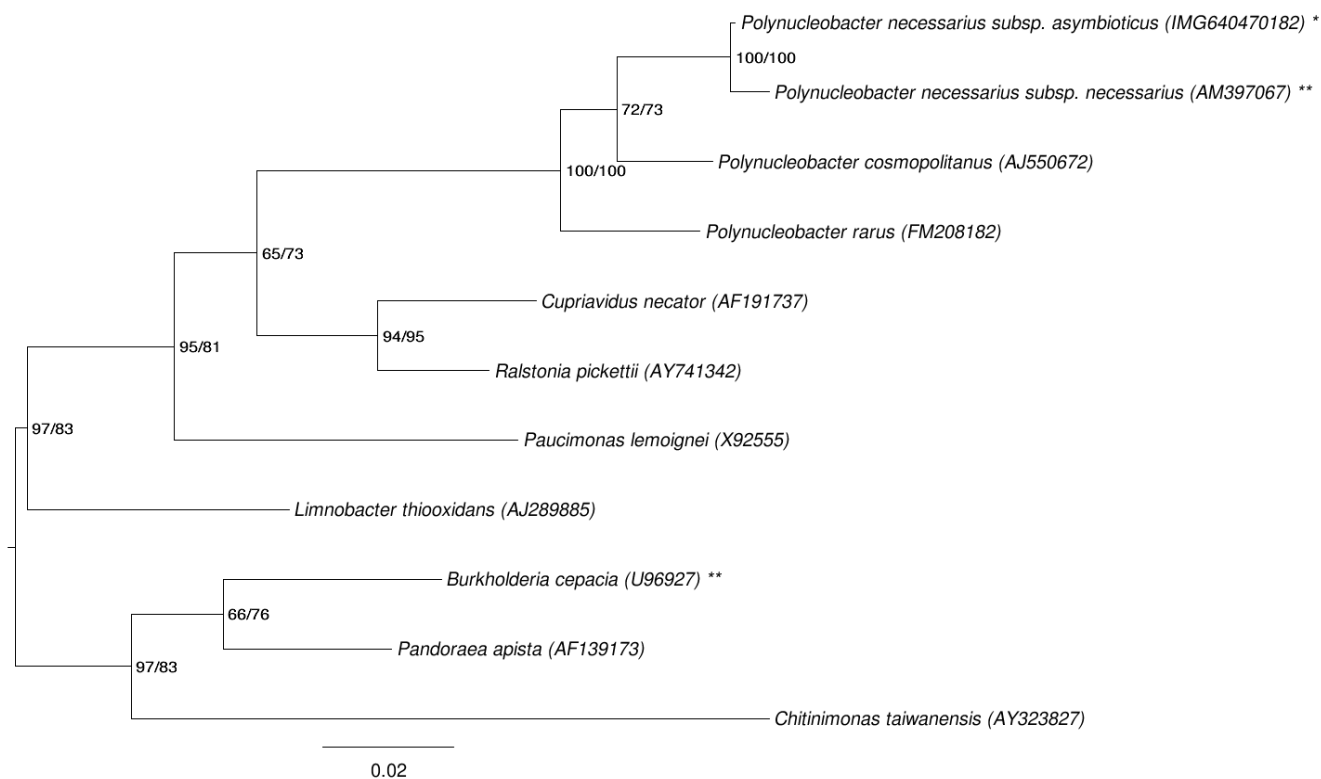 Polynucleobacter necessarius subsp. asymbioticus (IMG640470182) *
100/100
Polynucleobacter necessarius subsp. necessarius (AM397067) **
72/73
Polynucleobacter cosmopolitanus (AJ550672)
100/100
Polynucleobacter rarus (FM208182)
65/73
Cupriavidus necator (AF191737)
94/95
95/81
Ralstonia pickettii (AY741342)
97/83
Paucimonas lemoignei (X92555)
Limnobacter thiooxidans (AJ289885)
Burkholderia cepacia (U96927) **
66/76
Pandoraea apista (AF139173)
97/83
Chitinimonas taiwanensis (AY323827)
0.02